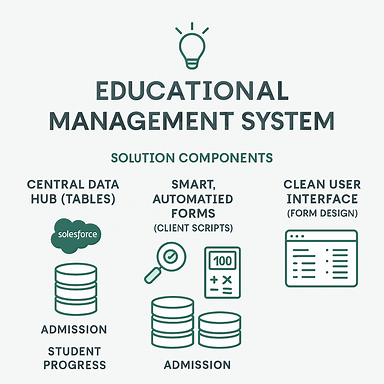 EDUCATIONAL
MANAGEMENT SYSTEM
SOLUTION COMPONENTS
CENTRAL DATA
HUB (TABLES)
solesforce
ADMISSION
STUDENT
PROGRESS
SMART,
AUTOMATIED
FORMS
(CLIENT SCRIPTS)
100
ADMISSION
CLEAN USER
INTERFACE
(FORM DESIGN)